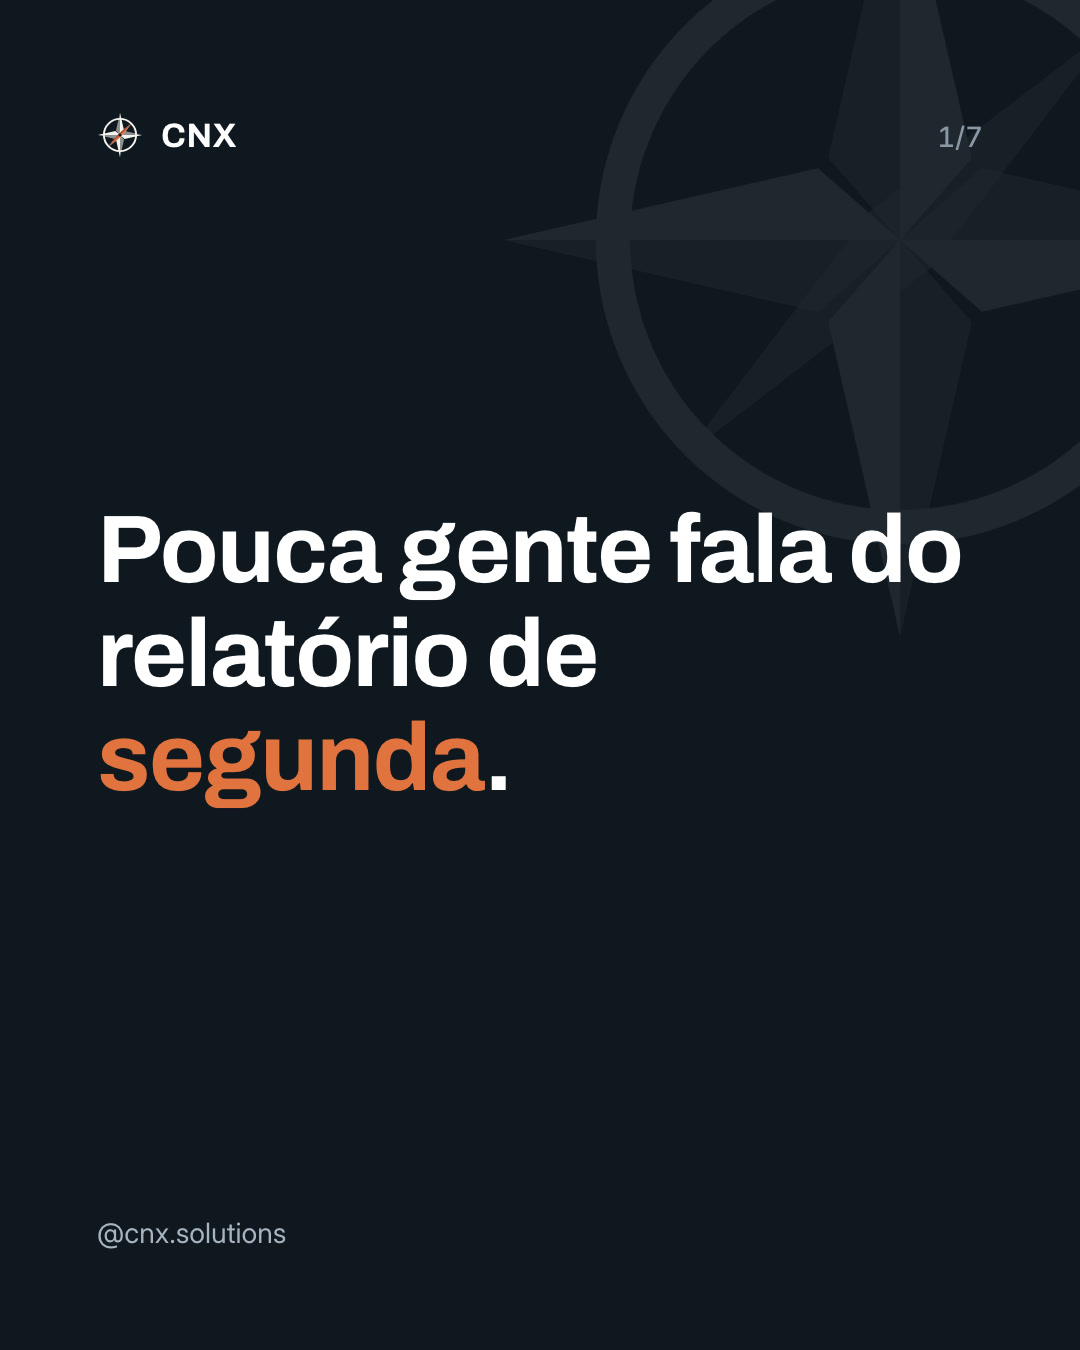 CNX
1/7
Pouca gente fala do
relatório de
segunda.
@cnx.solutions